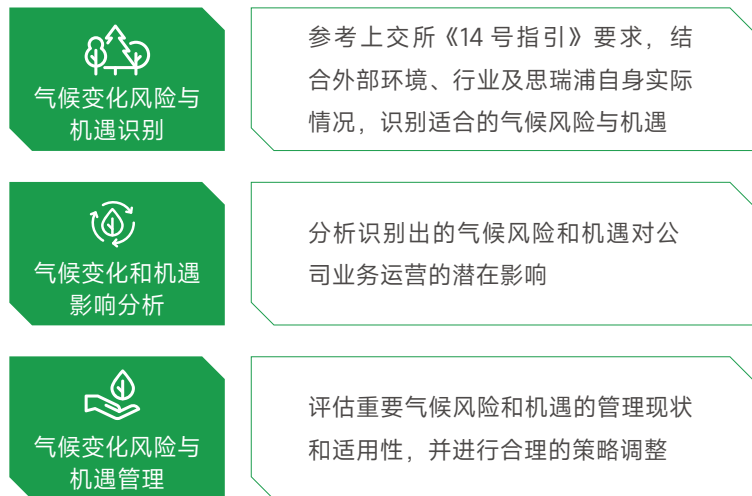 气候变化风险与
机遇识别
参考上交所《14 号指引》要求，结
合外部环境、行业及思瑞浦自身实际
情况，识别适合的气候风险与机遇
气候变化和机遇
影响分析
分析识别出的气候风险和机遇对公
司业务运营的潜在影响
气候变化风险与
机遇管理
评估重要气候风险和机遇的管理现状
和适用性，并进行合理的策略调整